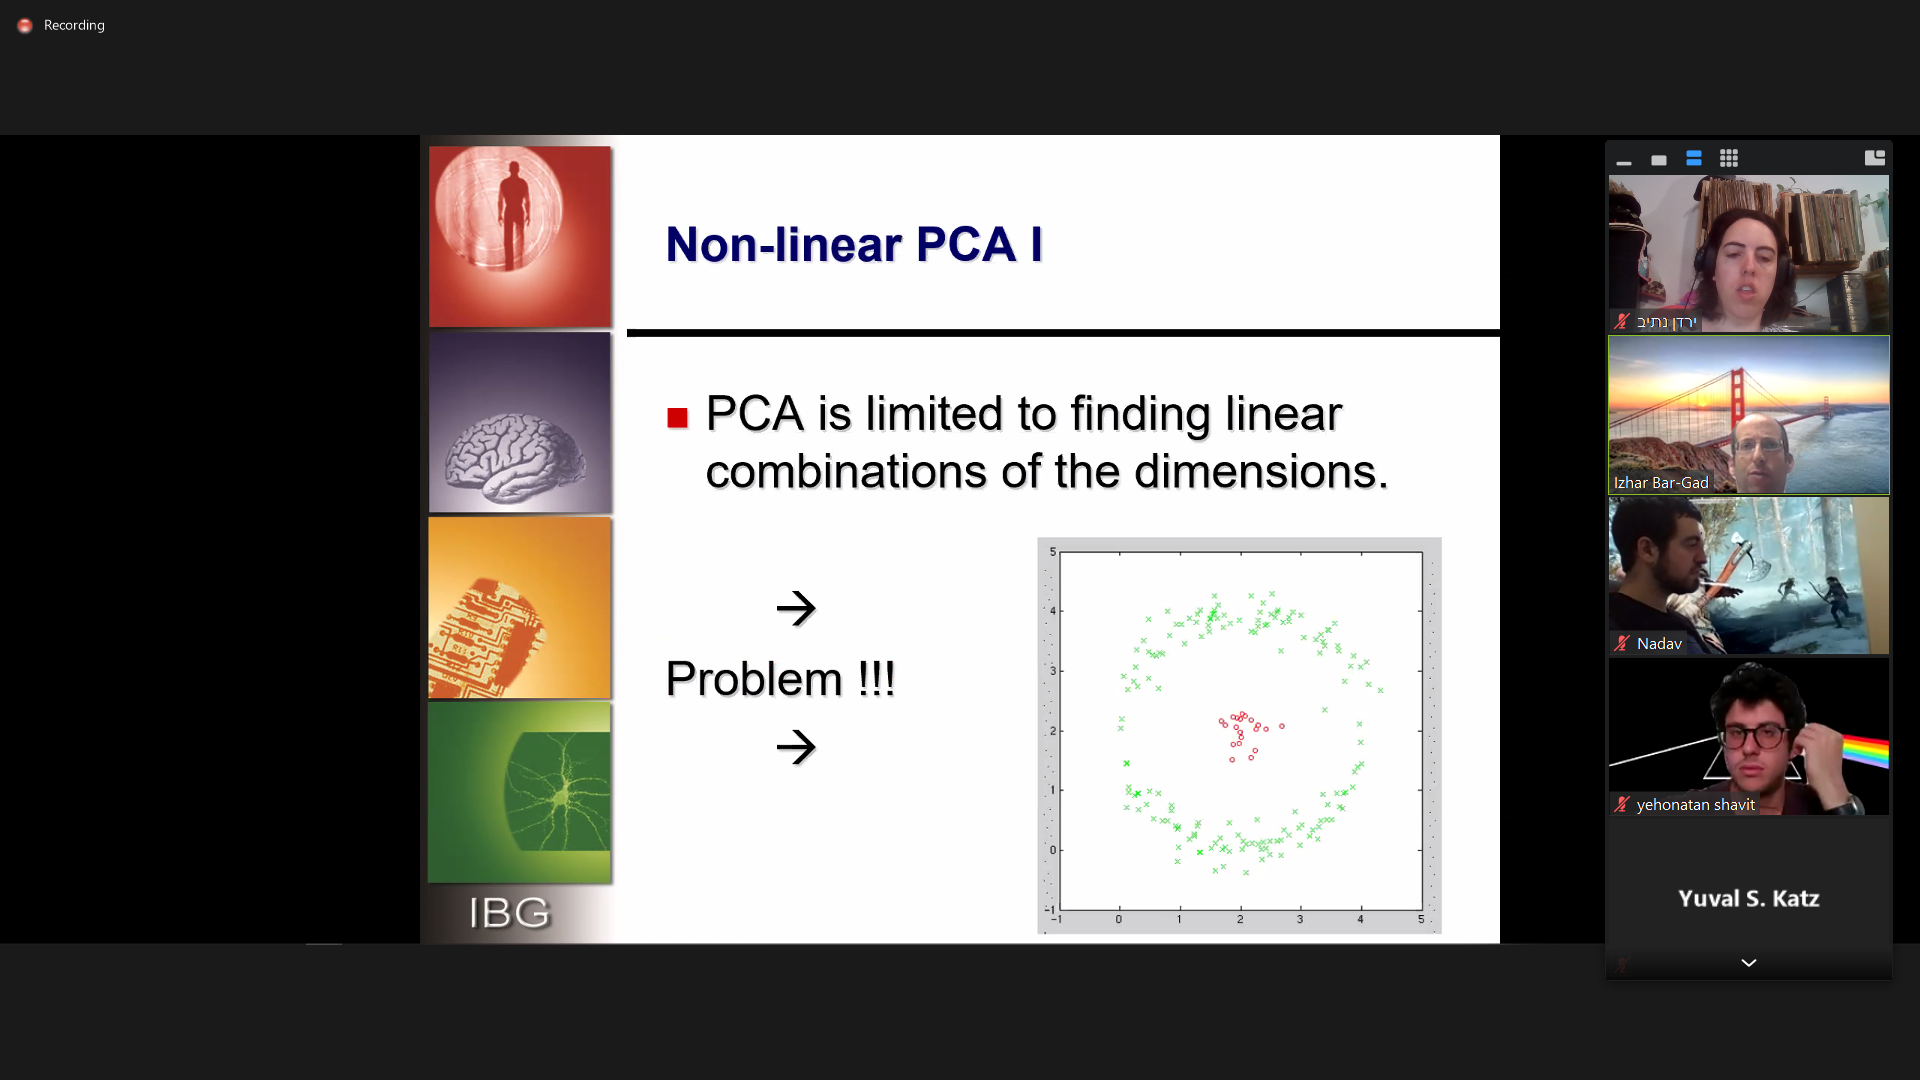 Recording
Non-linear PCA I
PCA is limited to finding linear
combinations of the dimensions.
→
Problem !!!
→
5
4
3
2
1
0
-1
-1 0 1 2 3 4 5
IBG
ירדן נתיב
Izhar Bar-Gad
Nadav
yehonatan shavit
Yuval S. Katz